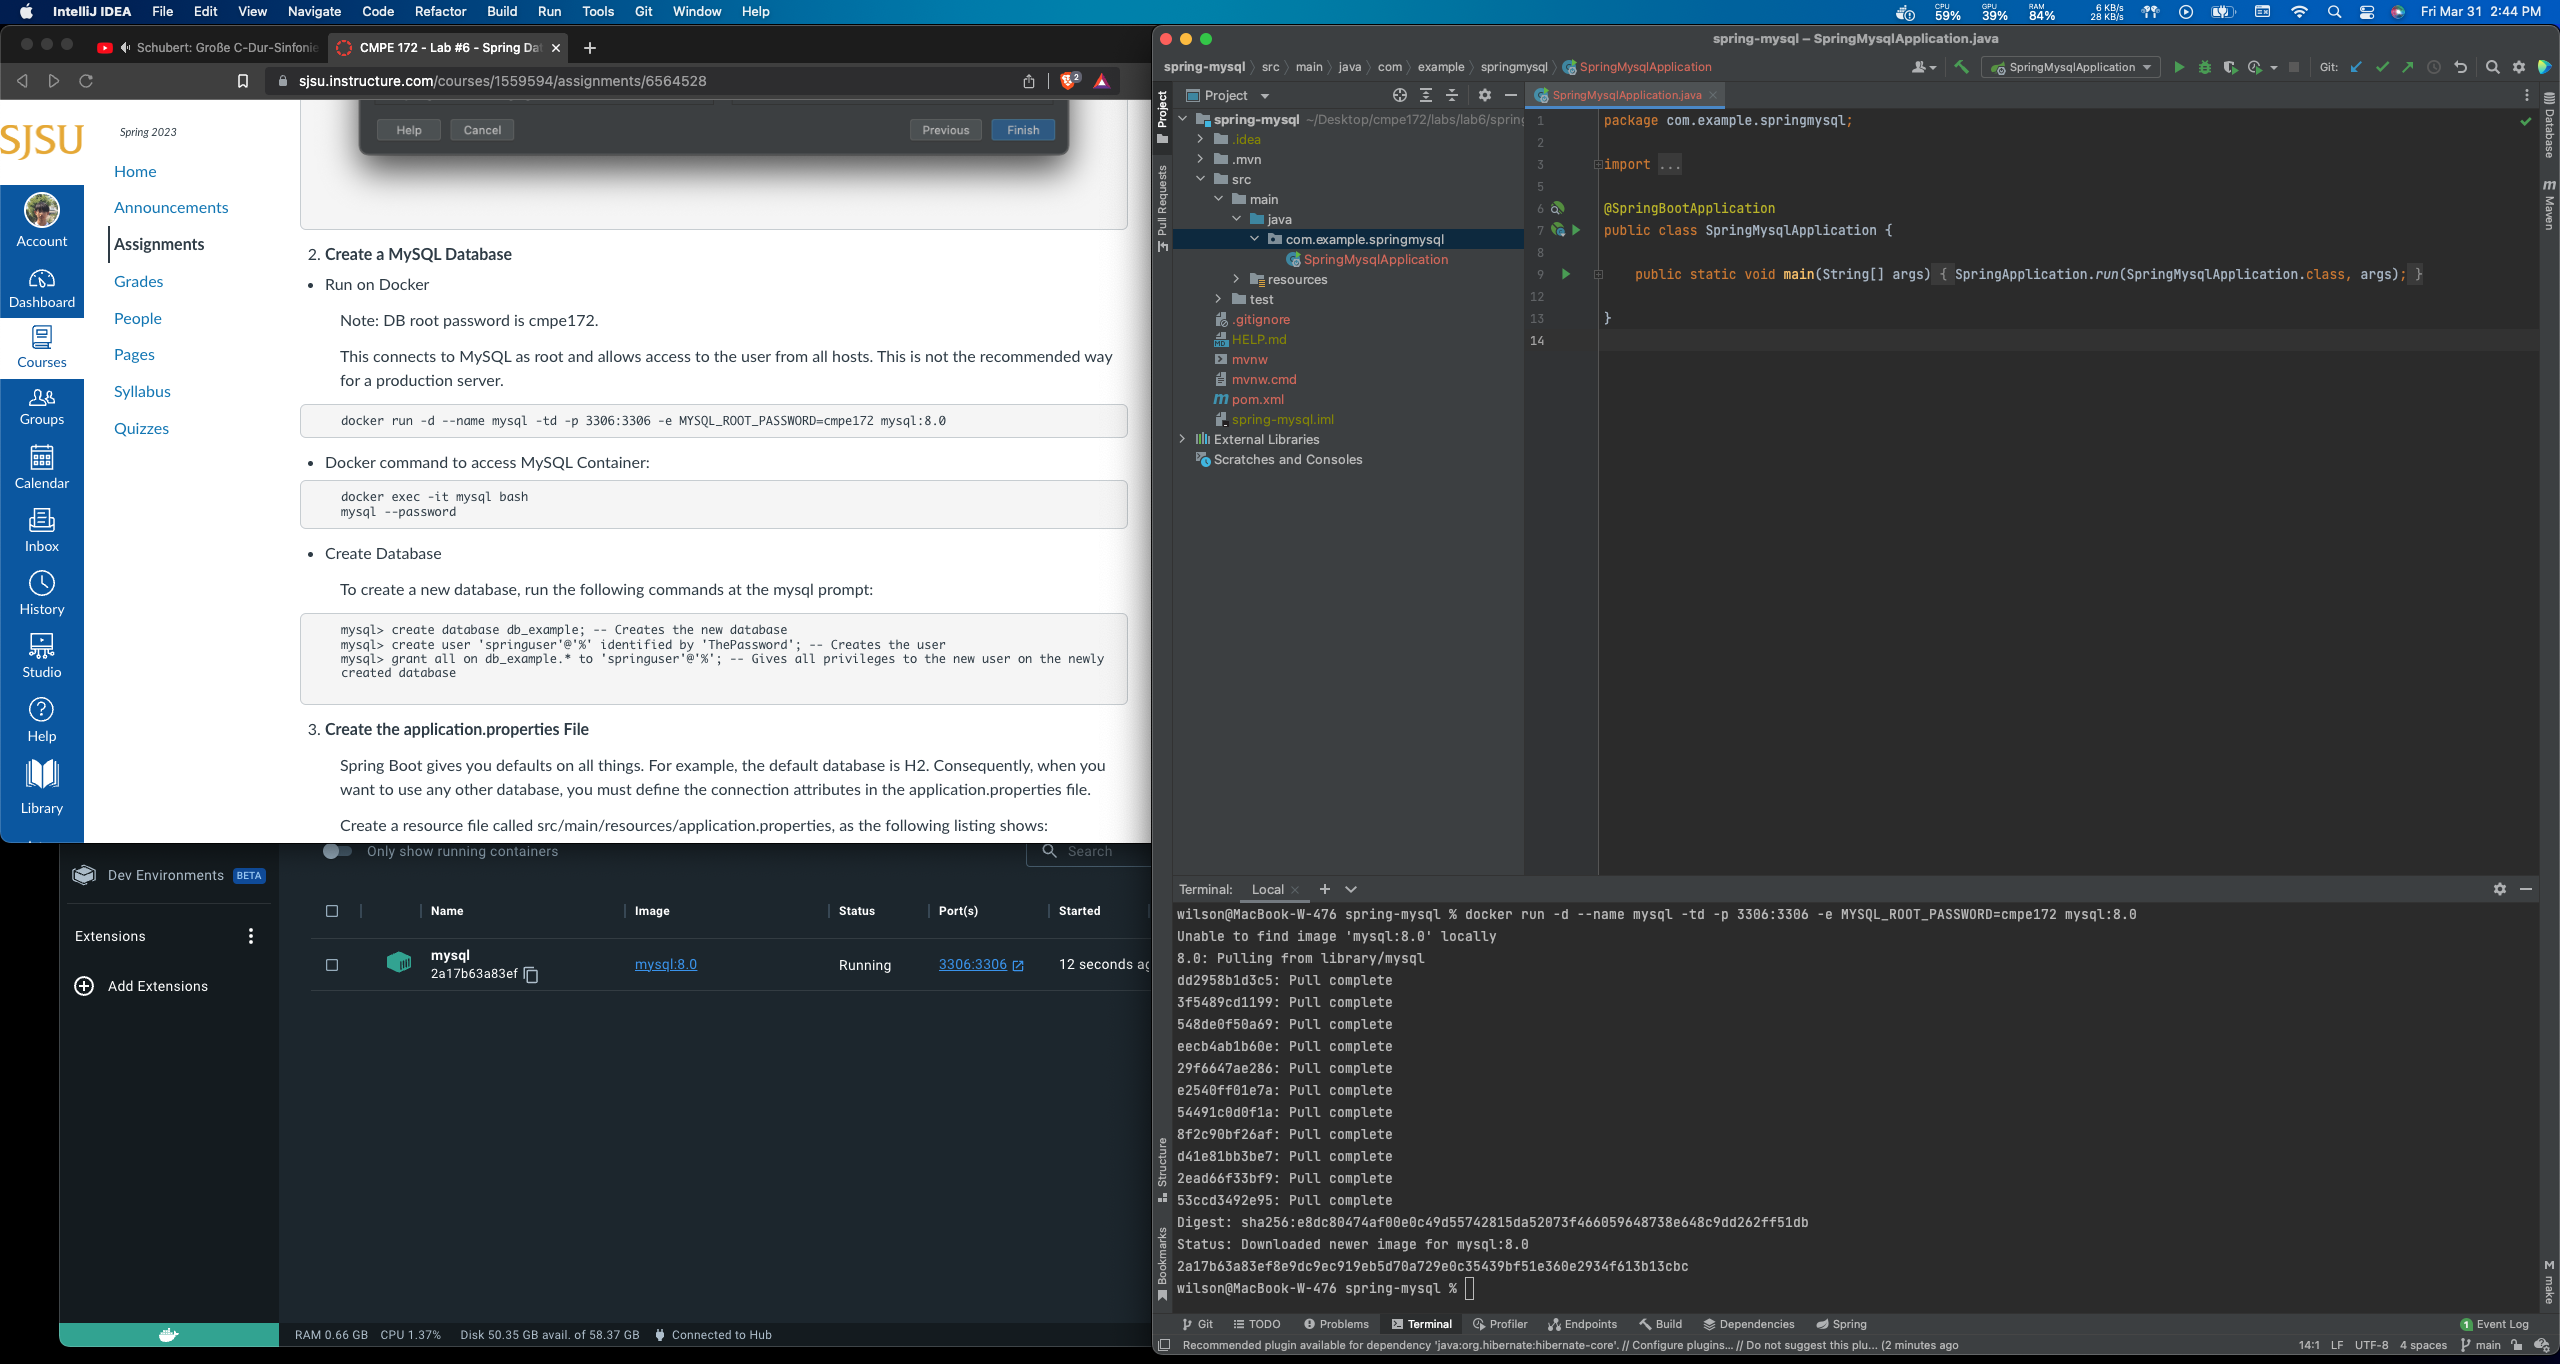 IntelliJ IDEA File Edit View Navigate Code Refactor Build Run Tools Git Window Help
CPU 59% GPU 39% RAM 84% 6 KB/s 28 KB/s Fri Mar 31 2:44 PM
Schubert: Große C-Dur-Sinfonie
CMPE 172 - Lab #6 - Spring Da
sjsu.instructure.com/courses/1559594/assignments/6564528
2
SJSU
Account
Dashboard
Courses
Groups
Calendar
Inbox
History
Studio
Help
Library
Spring 2023
Home
Announcements
Assignments
Grades
People
Pages
Syllabus
Quizzes
Help Cancel Previous Finish
2. Create a MySQL Database
• Run on Docker
Note: DB root password is cmpe172.
This connects to MySQL as root and allows access to the user from all hosts. This is not the recommended way
for a production server.
docker run -d --name mysql -td -p 3306:3306 -e MYSQL_ROOT_PASSWORD=cmpe172 mysql:8.0
• Docker command to access MySQL Container:
docker exec -it mysql bash
mysql --password
• Create Database
To create a new database, run the following commands at the mysql prompt:
mysql> create database db_example; -- Creates the new database
mysql> create user 'springuser'@'%' identified by 'ThePassword'; -- Creates the user
mysql> grant all on db_example.* to 'springuser'@'%'; -- Gives all privileges to the new user on the newly
created database
3. Create the application.properties File
Spring Boot gives you defaults on all things. For example, the default database is H2. Consequently, when you
want to use any other database, you must define the connection attributes in the application.properties file.
Create a resource file called src/main/resources/application.properties, as the following listing shows:
Dev Environments BETA
Extensions
Add Extensions
Only show running containers
Search
Name Image Status Port(s) Started
mysql
2a17b63a83ef mysql:8.0 Running 3306:3306 12 seconds ag
RAM 0.66 GB CPU 1.37% Disk 50.35 GB avail. of 58.37 GB Connected to Hub
spring-mysql – SpringMysqlApplication.java
spring-mysql src main java com example springmysql SpringMysqlApplication
SpringMysqlApplication Git:
Project
Pull Requests
Structure
Bookmarks
Project
spring-mysql ~/Desktop/cmpe172/labs/lab6/spring
.idea
.mvn
src
main
java
com.example.springmysql
SpringMysqlApplication
resources
test
.gitignore
HELP.md
mvnw
mvnw.cmd
pom.xml
spring-mysql.iml
External Libraries
Scratches and Consoles
SpringMysqlApplication.java
1 package com.example.springmysql;
2
3 import ...
5
6 @SpringBootApplication
7 public class SpringMysqlApplication {
8
9 public static void main(String[] args) { SpringApplication.run(SpringMysqlApplication.class, args); }
12
13 }
14
Database
m Maven
M make
Terminal: Local
wilson@MacBook-W-476 spring-mysql % docker run -d --name mysql -td -p 3306:3306 -e MYSQL_ROOT_PASSWORD=cmpe172 mysql:8.0
Unable to find image 'mysql:8.0' locally
8.0: Pulling from library/mysql
dd2958b1d3c5: Pull complete
3f5489cd1199: Pull complete
548de0f50a69: Pull complete
eecb4ab1b60e: Pull complete
29f6647ae286: Pull complete
e2540ff01e7a: Pull complete
54491c0d0f1a: Pull complete
8f2c90bf26af: Pull complete
d41e81bb3be7: Pull complete
2ead66f33bf9: Pull complete
53ccd3492e95: Pull complete
Digest: sha256:e8dc80474af00e0c49d55742815da52073f466059648738e648c9dd262ff51db
Status: Downloaded newer image for mysql:8.0
2a17b63a83ef8e9dc9ec919eb5d70a729e0c35439bf51e360e2934f613b13cbc
wilson@MacBook-W-476 spring-mysql %
Git TODO Problems Terminal Profiler Endpoints Build Dependencies Spring 1 Event Log
Recommended plugin available for dependency 'java:org.hibernate:hibernate-core'. // Configure plugins... // Do not suggest this plu... (2 minutes ago 14:1 LF UTF-8 4 spaces main